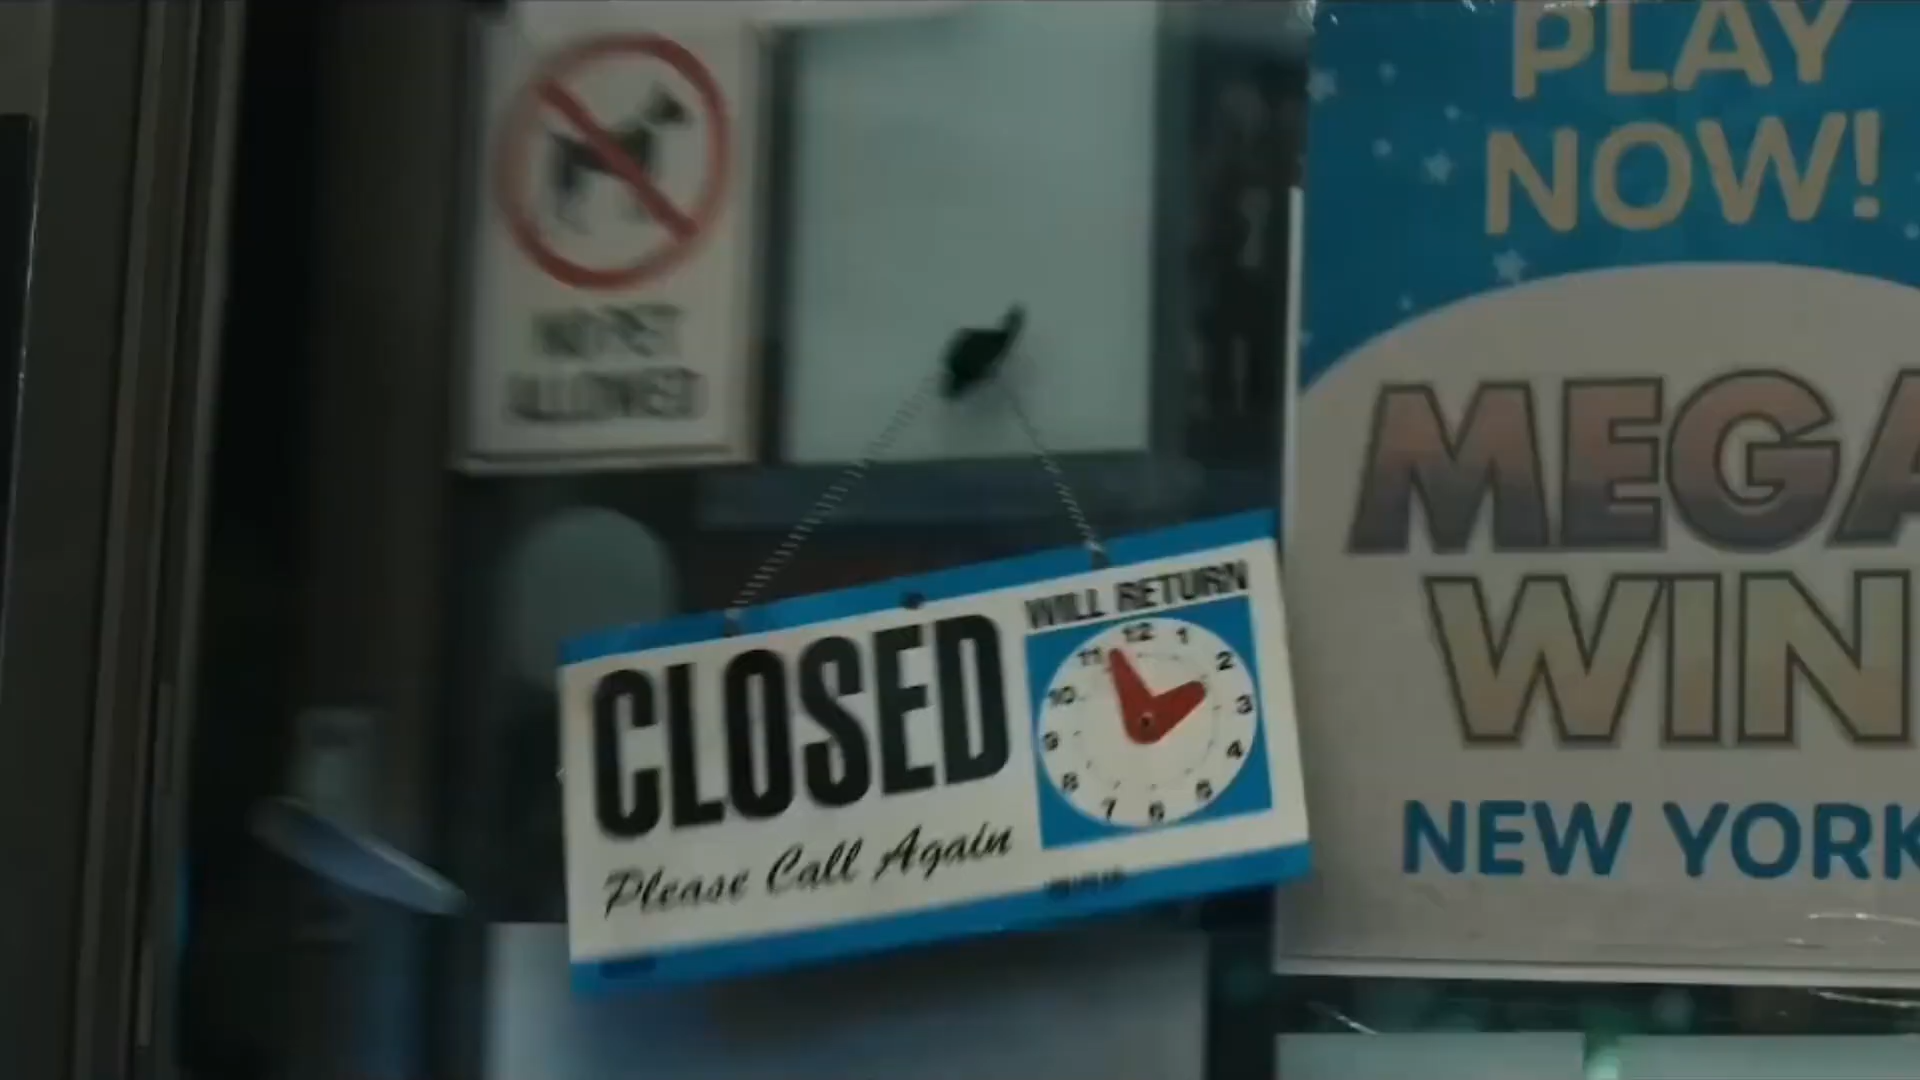 NO PET
ALLOWED
CLOSED
Please Call Again
WILL RETURN
12
1
2
3
4
5
6
7
8
9
10
11
PLAY
NOW!
MEGA
WIN
NEW YORK